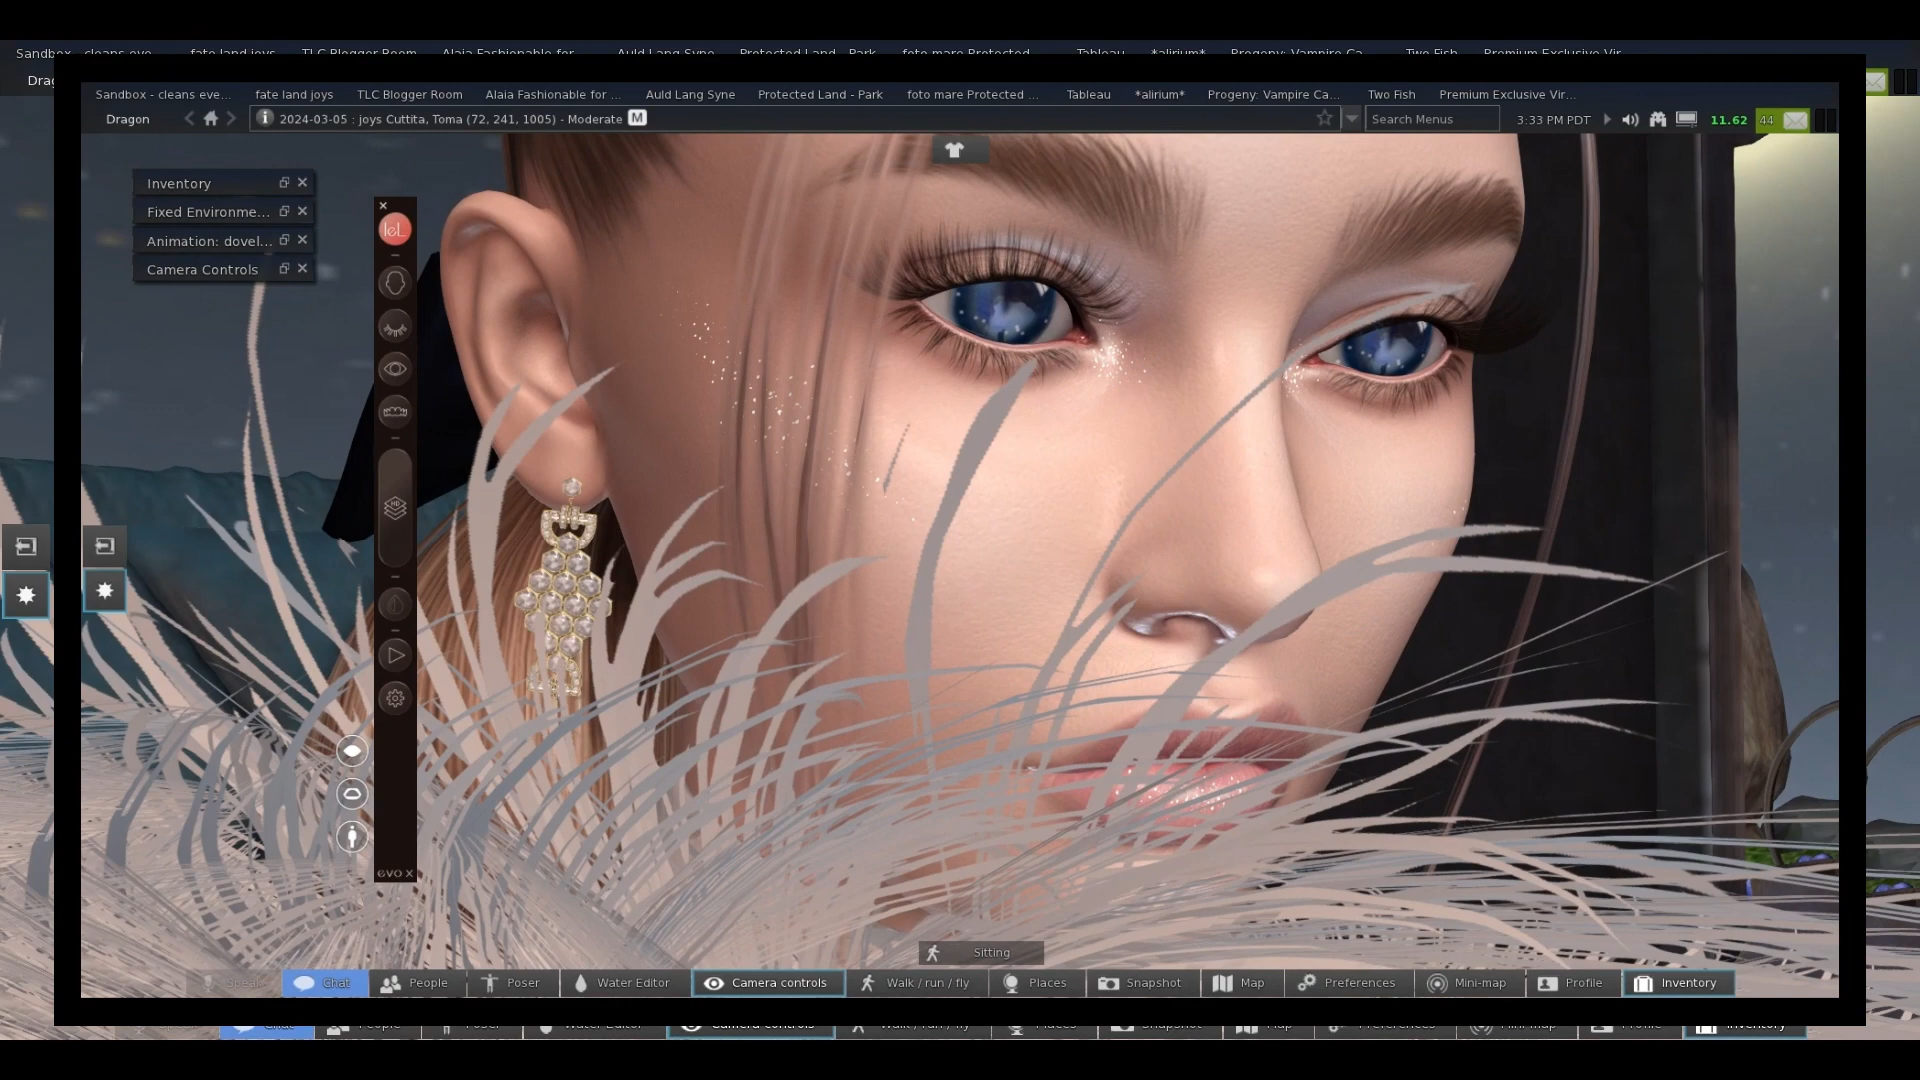 Sandbox - cleans eve... fate land joys TLC Blogger Room Alaia Fashionable for ... Auld Lang Syne Protected Land - Park foto mare Protected ... Tableau *alirium* Progeny: Vampire Ca... Two Fish Premium Exclusive Vir...
Dragon 2024-03-05 : joys Cuttita, Toma (72, 241, 1005) - Moderate M Search Menus 3:33 PM PDT 11.62 44
Inventory
Fixed Environme...
Animation: dovel...
Camera Controls
leL
HD
evo x
Sitting
Speak Chat People Poser Water Editor Camera controls Walk / run / fly Places Snapshot Map Preferences Mini-map Profile Inventory